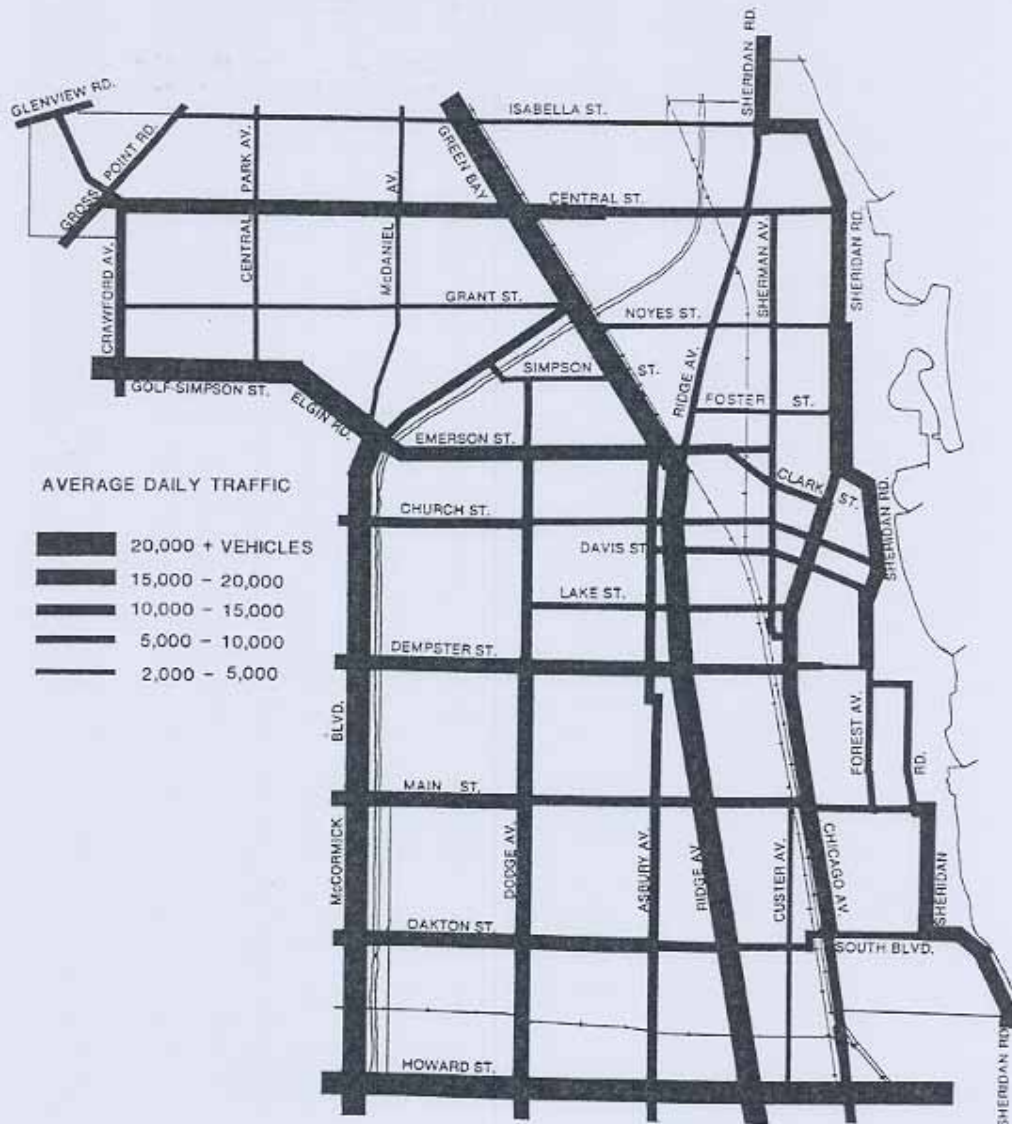 SHERIDAN RD.
GLENVIEW RD.
ISABELLA ST.
GROSS POINT RD.
CENTRAL PARK AV.
McDANIEL AV.
GREEN BAY
CENTRAL ST.
CRAWFORD AV.
SHERMAN AV.
SHERIDAN RD.
GRANT ST.
NOYES ST.
RIDGE AV.
SIMPSON ST.
GOLF-SIMPSON ST.
FOSTER ST.
ELGIN RD.
EMERSON ST.
CLARK ST.
SHERIDAN RD.
AVERAGE DAILY TRAFFIC
20,000 + VEHICLES
15,000 - 20,000
10,000 - 15,000
5,000 - 10,000
2,000 - 5,000
CHURCH ST.
DAVIS ST.
LAKE ST.
DEMPSTER ST.
McCORMICK BLVD.
FOREST AV.
MAIN ST.
DODGE AV.
ASBURY AV.
RIDGE AV.
CUSTER AV.
CHICAGO AV
SHERIDAN RD.
OAKTON ST.
SOUTH BLVD.
HOWARD ST.
SHERIDAN RD.